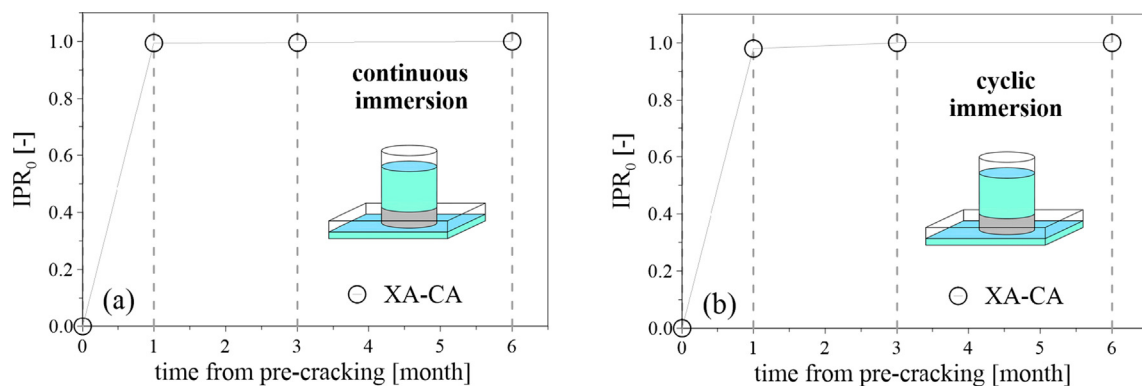 1.0
0.8
0.6
0.4
0.2
0.0
IPR₀ [-]
continuous
immersion
XA-CA
(a)
0 1 2 3 4 5 6
time from pre-cracking [month]
1.0
0.8
0.6
0.4
0.2
0.0
IPR₀ [-]
cyclic
immersion
XA-CA
(b)
0 1 2 3 4 5 6
time from pre-cracking [month]